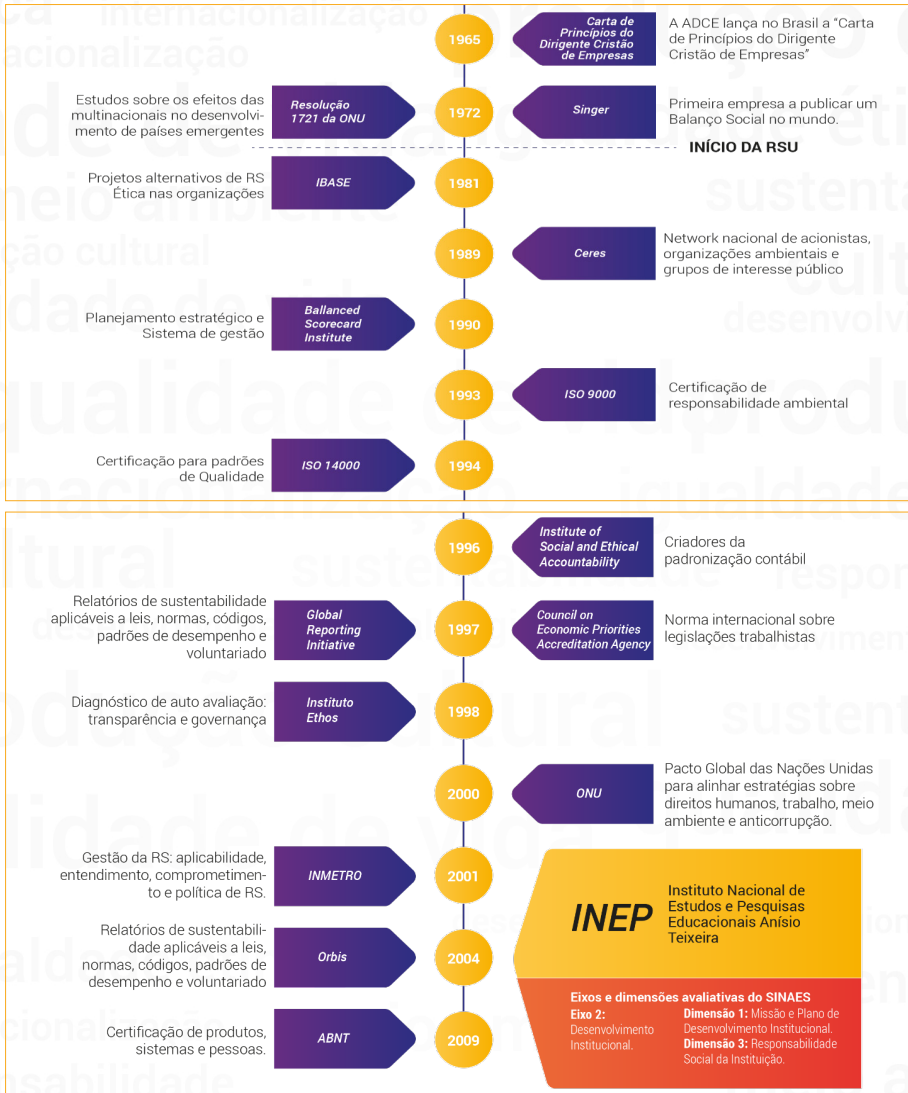 1965
Carta de
Princípios do
Dirigente Cristão
de Empresas
A ADCE lança no Brasil a “Carta
de Princípios do Dirigente
Cristão de Empresas”
Estudos sobre os efeitos das
multinacionais no desenvolvi-
mento de países emergentes
Resolução
1721 da ONU
1972
Singer
Primeira empresa a publicar um
Balanço Social no mundo.
INÍCIO DA RSU
Projetos alternativos de RS
Ética nas organizações
IBASE
1981
1989
Ceres
Network nacional de acionistas,
organizações ambientais e
grupos de interesse público
Planejamento estratégico e
Sistema de gestão
Ballanced
Scorecard
Institute
1990
1993
ISO 9000
Certificação de
responsabilidade ambiental
Certificação para padrões
de Qualidade
ISO 14000
1994
1996
Institute of
Social and Ethical
Accountability
Criadores da
padronização contábil
Relatórios de sustentabilidade
aplicáveis a leis, normas, códigos,
padrões de desempenho e
voluntariado
Global
Reporting
Initiative
1997
Council on
Economic Priorities
Accreditation Agency
Norma internacional sobre
legislações trabalhistas
Diagnóstico de auto avaliação:
transparência e governança
Instituto
Ethos
1998
2000
ONU
Pacto Global das Nações Unidas
para alinhar estratégias sobre
direitos humanos, trabalho, meio
ambiente e anticorrupção.
Gestão da RS: aplicabilidade,
entendimento, comprometimen-
to e política de RS.
INMETRO
2001
Relatórios de sustentabili-
dade aplicáveis a leis,
normas, códigos, padrões de
desempenho e voluntariado
Orbis
2004
Certificação de produtos,
sistemas e pessoas.
ABNT
2009
INEP
Instituto Nacional de
Estudos e Pesquisas
Educacionais Anísio
Teixeira
Eixos e dimensões avaliativas do SINAES
Eixo 2:
Desenvolvimento
Institucional.
Dimensão 1: Missão e Plano de
Desenvolvimento Institucional.
Dimensão 3: Responsabilidade
Social da Instituição.